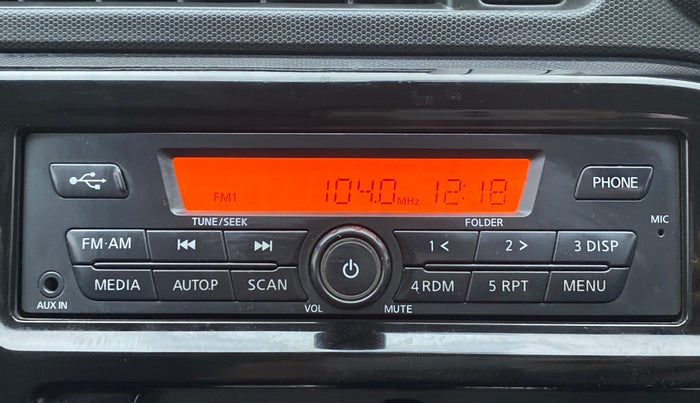 FM1 104.0 MHz 12:18
PHONE
TUNE/SEEK FOLDER
MIC
FM·AM 1 < 2 > 3 DISP
MEDIA AUTO.P SCAN 4 RDM 5 RPT MENU
AUX IN VOL MUTE